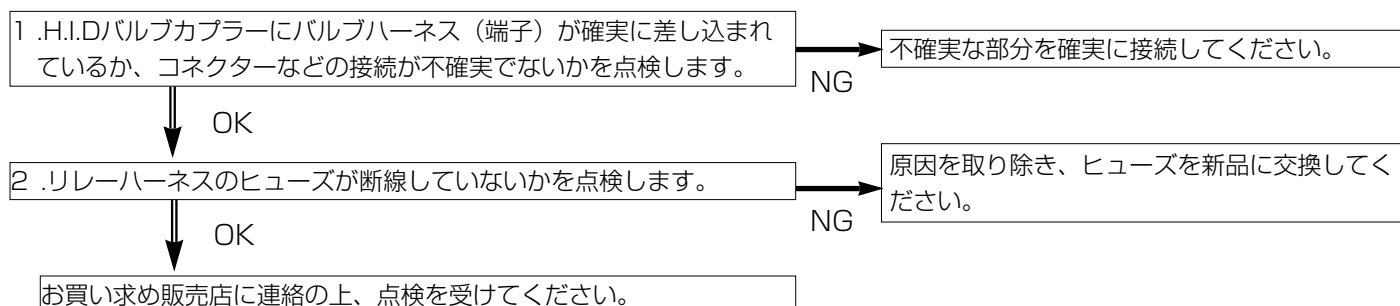 1 .H.I.Dバルブカプラーにバルブハーネス（端子）が確実に差し込まれ
ているか、コネクターなどの接続が不確実でないかを点検します。
NG
不確実な部分を確実に接続してください。
OK
2 .リレーハーネスのヒューズが断線していないかを点検します。
NG
原因を取り除き、ヒューズを新品に交換してく
ださい。
OK
お買い求め販売店に連絡の上、点検を受けてください。